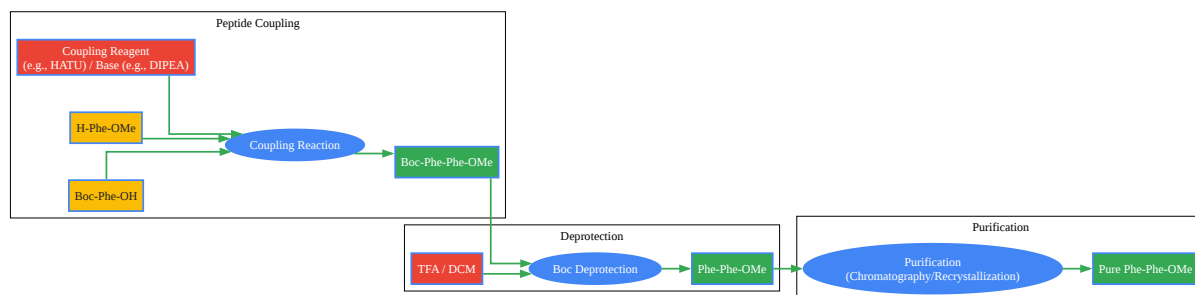 Peptide Coupling
Coupling Reagent
(e.g., HATU) / Base (e.g., DIPEA)
H-Phe-OMe
Boc-Phe-OH
Coupling Reaction
Boc-Phe-Phe-OMe
Deprotection
TFA / DCM
Boc Deprotection
Phe-Phe-OMe
Purification
Purification
(Chromatography/Recrystallization)
Pure Phe-Phe-OMe